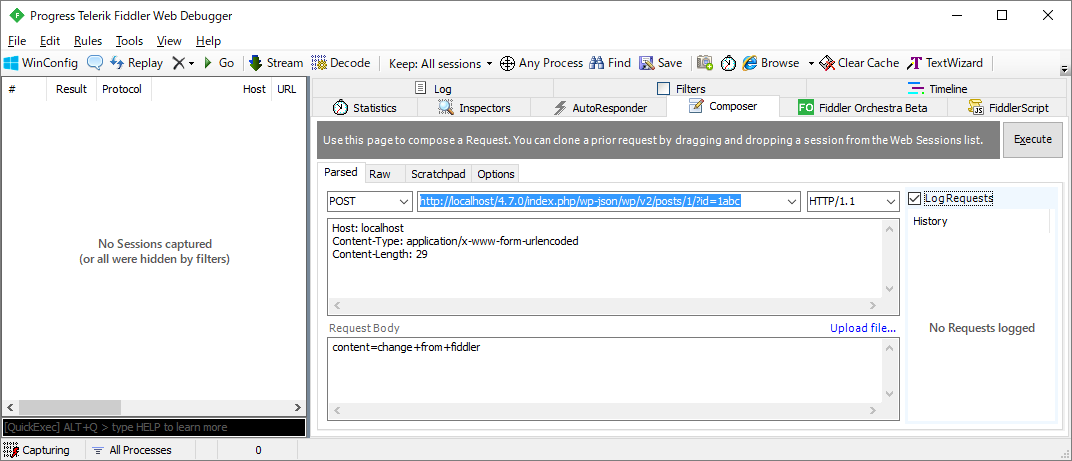 Progress Telerik Fiddler Web Debugger
File Edit Rules Tools View Help
WinConfig Replay Go Stream Decode Keep: All sessions Any Process Find Save Browse Clear Cache TextWizard
# Result Protocol Host URL
No Sessions captured
(or all were hidden by filters)
[QuickExec] ALT+Q > type HELP to learn more
Log Filters Timeline
Statistics Inspectors AutoResponder Composer FO Fiddler Orchestra Beta FiddlerScript
Use this page to compose a Request. You can clone a prior request by dragging and dropping a session from the Web Sessions list.
Execute
Parsed Raw Scratchpad Options
POST http://localhost/4.7.0/index.php/wp-json/wp/v2/posts/1/?id=1abc HTTP/1.1
Host: localhost
Content-Type: application/x-www-form-urlencoded
Content-Length: 29
Request Body Upload file...
content=change+from+fiddler
Log Requests
History
No Requests logged
Capturing All Processes 0